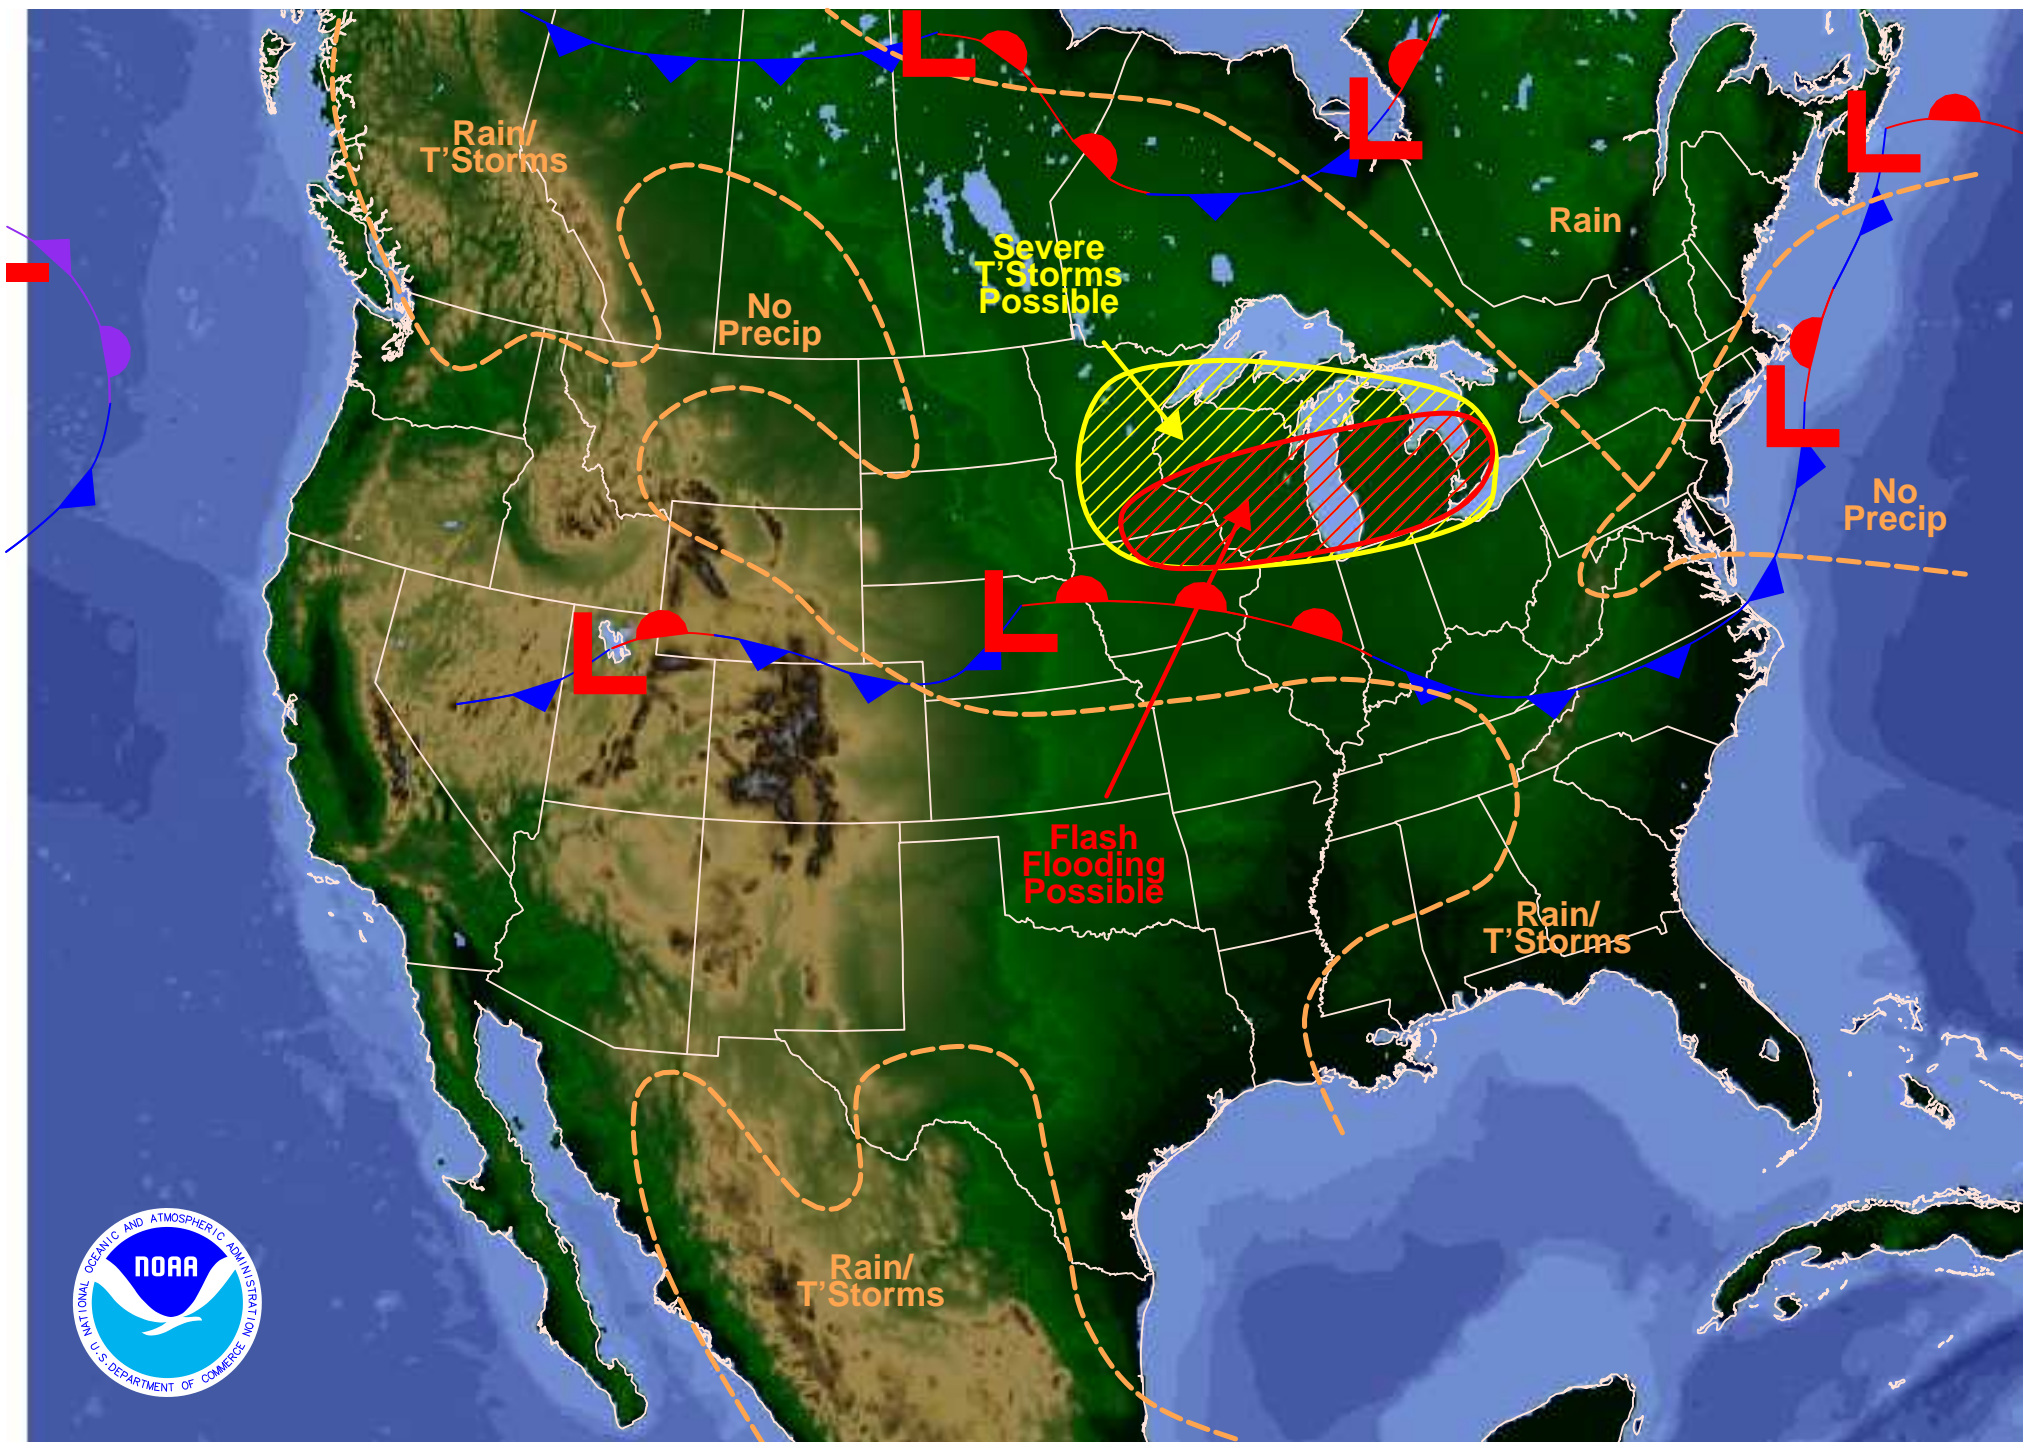 L
L
L
Rain/
T'Storms
Rain
Severe
T'Storms
Possible
No
Precip
L
No
Precip
L
L
Flash
Flooding
Possible
Rain/
T'Storms
Rain/
T'Storms
NATIONAL OCEANIC AND ATMOSPHERIC ADMINISTRATION
NOAA
U.S. DEPARTMENT OF COMMERCE